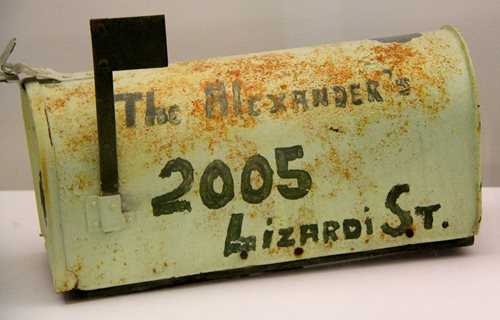 The Alexander's
2005
Lizardi St.